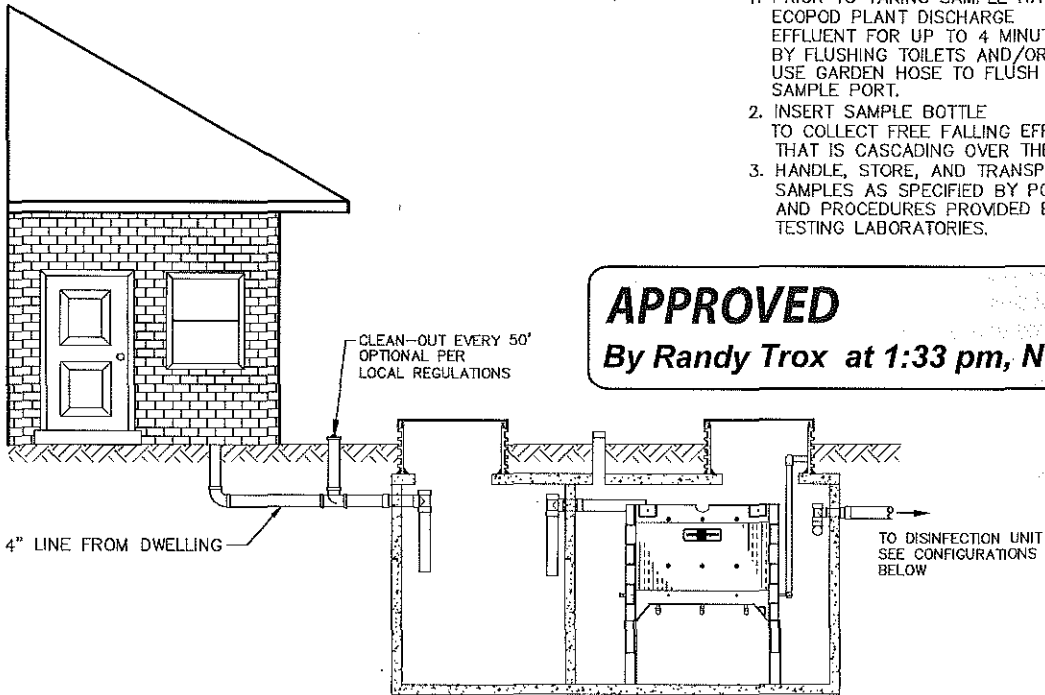 ECOPOD PLANT DISCHARGE
EFFLUENT FOR UP TO 4
BY FLUSHING TOILETS AND/OR
USE GARDEN HOSE TO FLUSH
SAMPLE PORT.
2. INSERT SAMPLE BOTTLE
TO COLLECT FREE FALLING
THAT IS CASCADING OVER
3. HANDLE, STORE, AND
SAMPLES AS SPECIFIED BY
AND PROCEDURES PROVIDED
TESTING LABORATORIES.
APPROVED
By Randy Trox at 1:33 pm,
CLEAN-OUT EVERY 50'
OPTIONAL PER
LOCAL REGULATIONS
4" LINE FROM DWELLING
TO DISINFECTION UNIT
SEE CONFIGURATIONS
BELOW